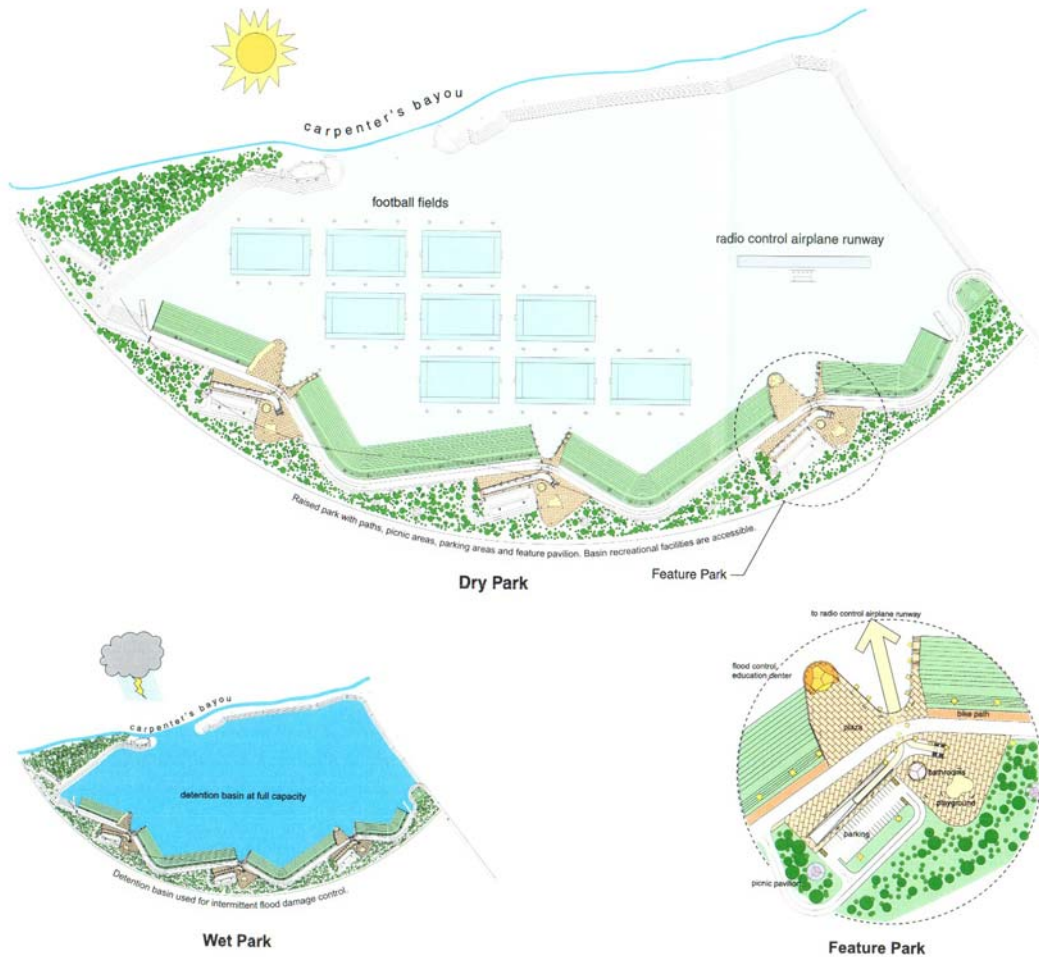 carpenter's bayou
football fields
radio control airplane runway
Raised park with paths, picnic areas, parking areas and feature pavilion. Basin recreational facilities are accessible.
Dry Park
Feature Park
carpenter's bayou
detention basin at full capacity
Detention basin used for intermittent flood damage control.
Wet Park
to radio control airplane runway
flood control,
education denter
plaza
bike path
bathrooms
playground
parking
picnic pavilion
Feature Park